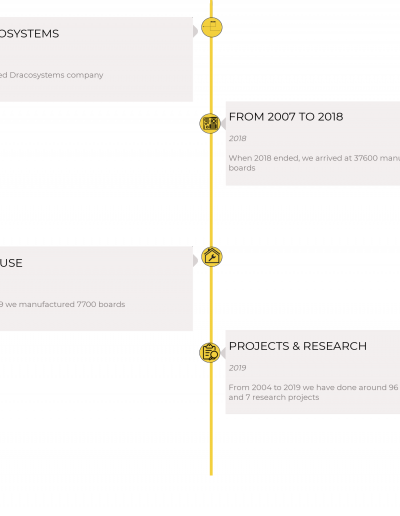 OSYSTEMS
ed Dracosystems company
FROM 2007 TO 2018
2018
When 2018 ended, we arrived at 37600 manu
boards
USE
9 we manufactured 7700 boards
PROJECTS & RESEARCH
2019
From 2004 to 2019 we have done around 96
and 7 research projects